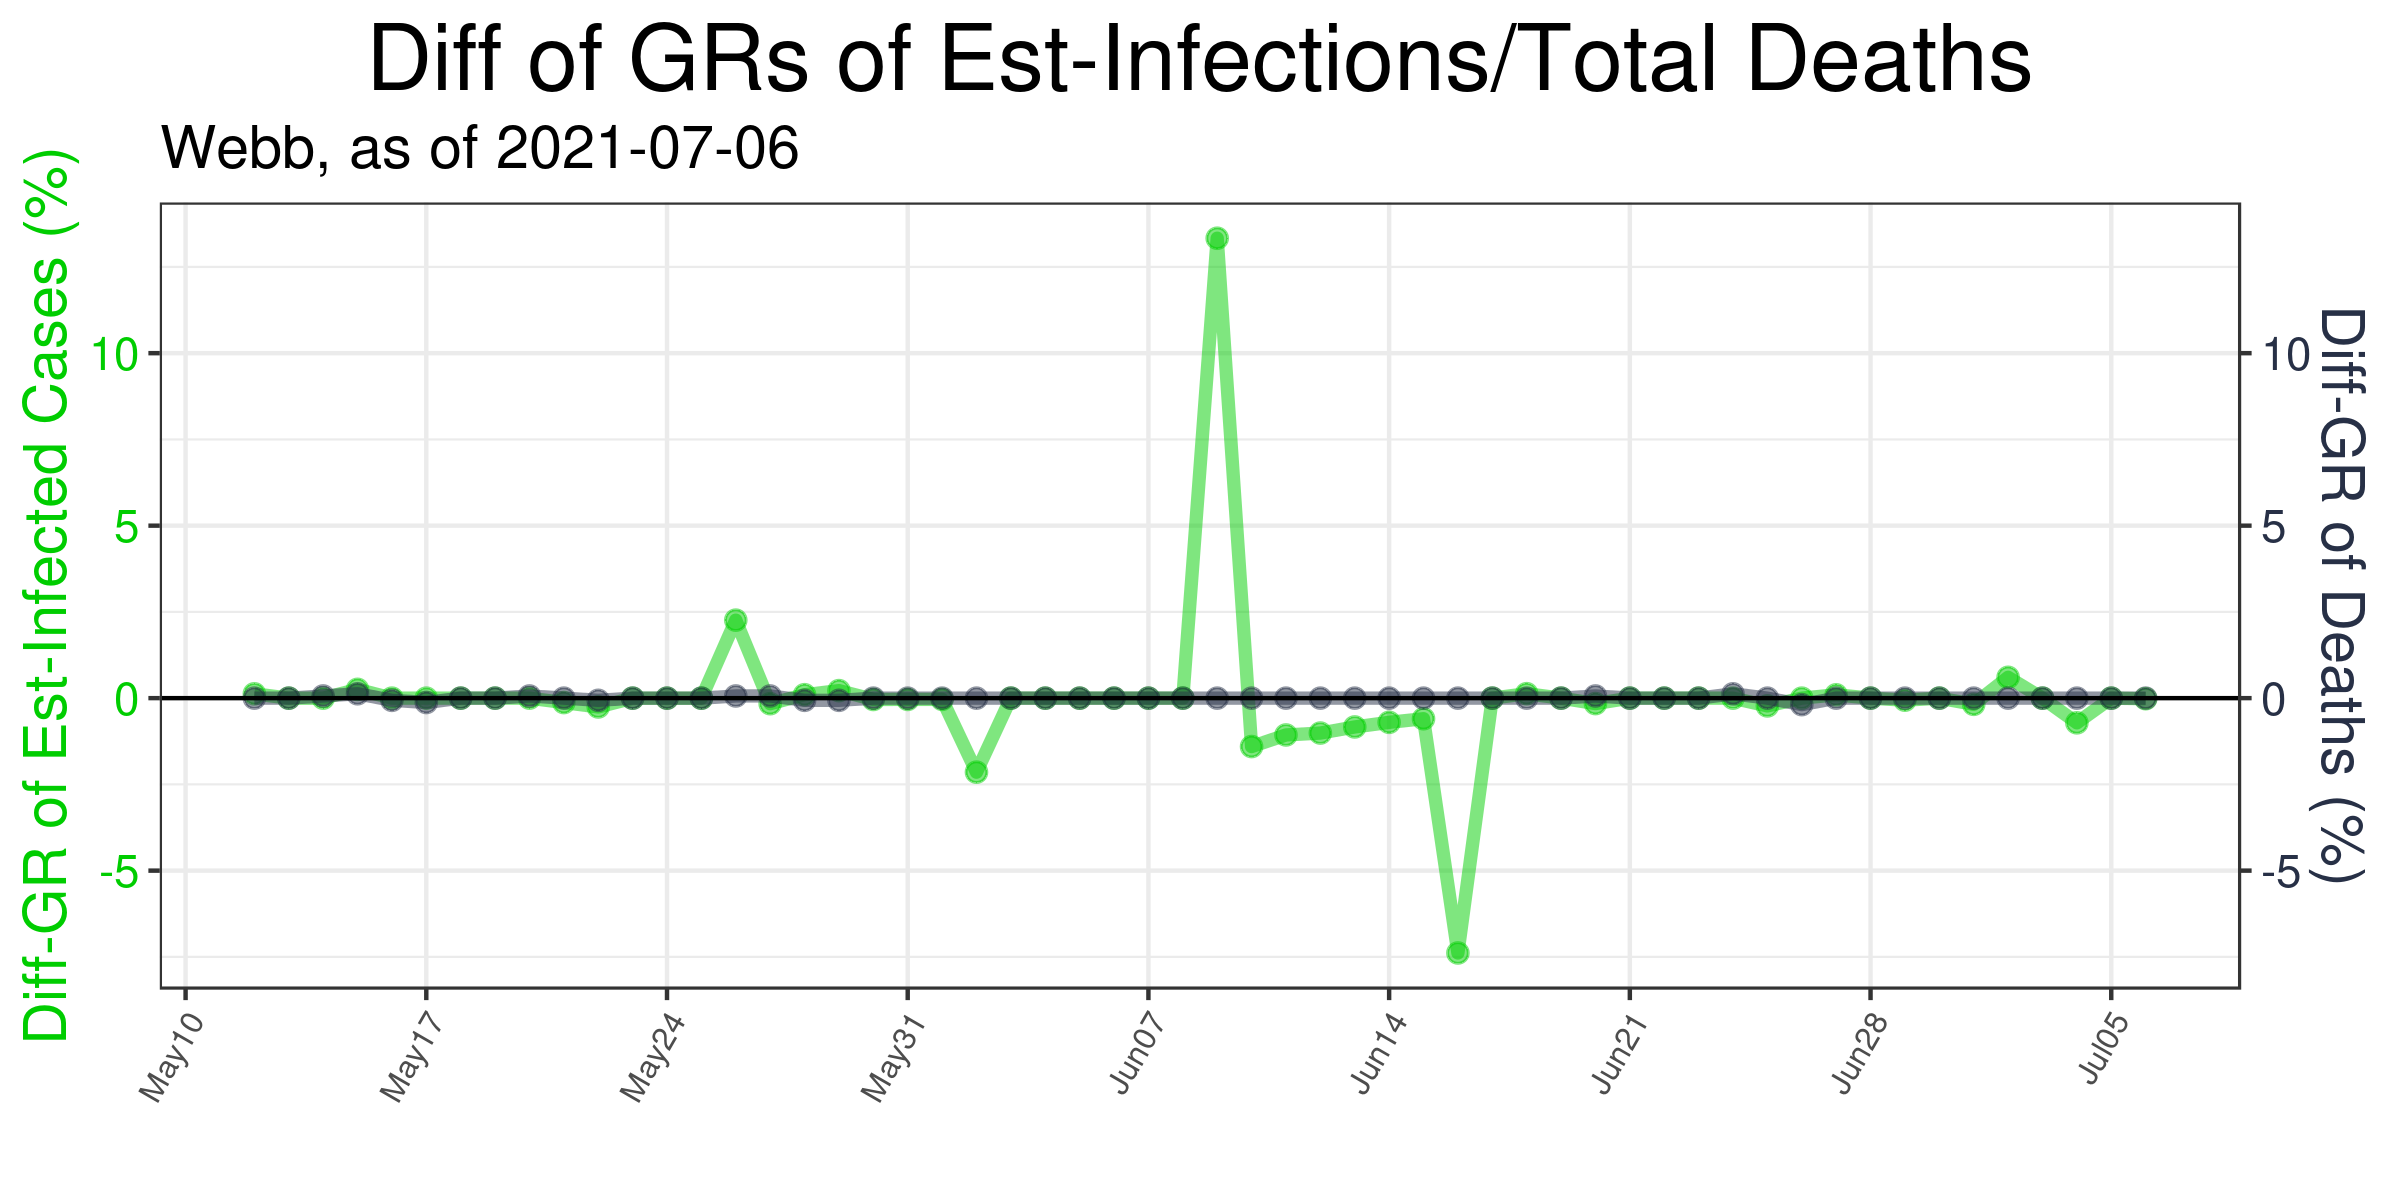 Diff of GRs of Est-Infections/Total Deaths
Webb, as of 2021-07-06
Diff-GR of Est-Infected Cases (%)
10
5
0
-5
10
5
0
-5
Diff-GR of Deaths (%)
May10
May17
May24
May31
Jun07
Jun14
Jun21
Jun28
Jul05